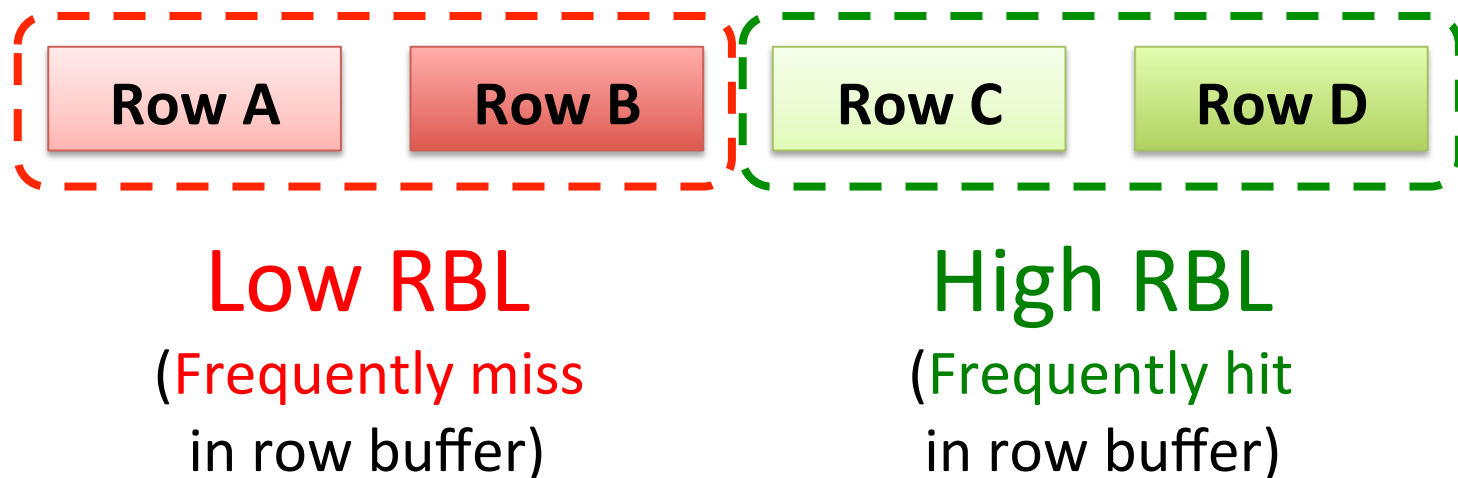 Row A
Row B
Row C
Row D
Low RBL
(Frequently miss
in row buffer)
High RBL
(Frequently hit
in row buffer)